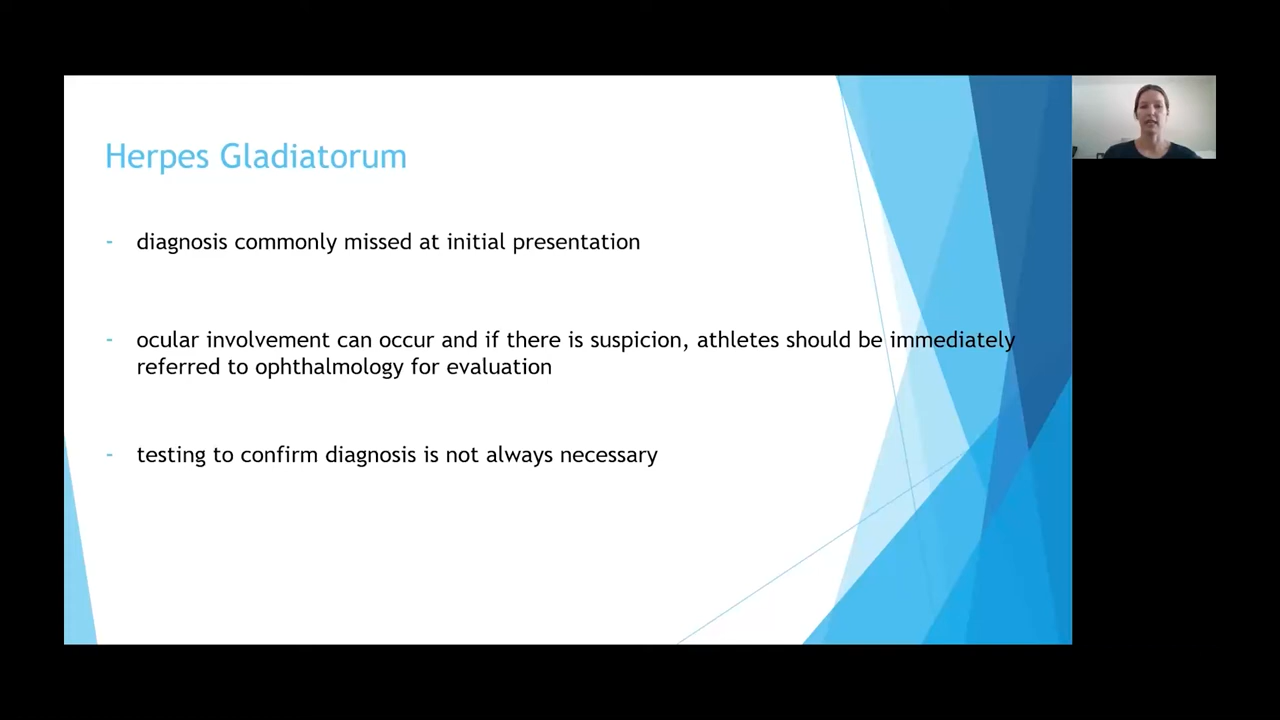 Herpes Gladiatorum
- diagnosis commonly missed at initial presentation
- ocular involvement can occur and if there is suspicion, athletes should be immediately
referred to ophthalmology for evaluation
- testing to confirm diagnosis is not always necessary